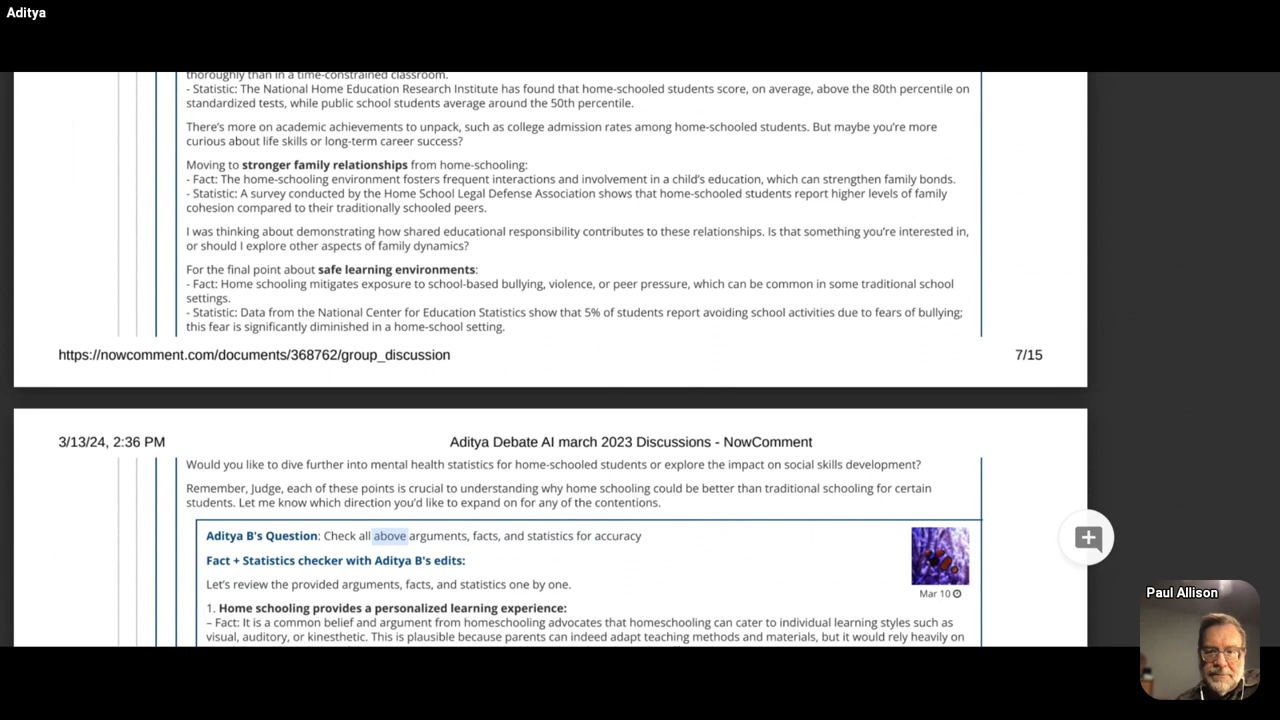 Aditya
thoroughly than in a time-constrained classroom.
- Statistic: The National Home Education Research Institute has found that home-schooled students score, on average, above the 80th percentile on
standardized tests, while public school students average around the 50th percentile.
There's more on academic achievements to unpack, such as college admission rates among home-schooled students. But maybe you're more
curious about life skills or long-term career success?
Moving to stronger family relationships from home-schooling:
- Fact: The home-schooling environment fosters frequent interactions and involvement in a child's education, which can strengthen family bonds.
- Statistic: A survey conducted by the Home School Legal Defense Association shows that home-schooled students report higher levels of family
cohesion compared to their traditionally schooled peers.
I was thinking about demonstrating how shared educational responsibility contributes to these relationships. Is that something you're interested in,
or should I explore other aspects of family dynamics?
For the final point about safe learning environments:
- Fact: Home schooling mitigates exposure to school-based bullying, violence, or peer pressure, which can be common in some traditional school
settings.
- Statistic: Data from the National Center for Education Statistics show that 5% of students report avoiding school activities due to fears of bullying;
this fear is significantly diminished in a home-school setting.
https://nowcomment.com/documents/368762/group_discussion 7/15
3/13/24, 2:36 PM Aditya Debate AI march 2023 Discussions - NowComment
Would you like to dive further into mental health statistics for home-schooled students or explore the impact on social skills development?
Remember, Judge, each of these points is crucial to understanding why home schooling could be better than traditional schooling for certain
students. Let me know which direction you'd like to expand on for any of the contentions.
Aditya B's Question: Check all above arguments, facts, and statistics for accuracy
Fact + Statistics checker with Aditya B's edits:
Let's review the provided arguments, facts, and statistics one by one.
Mar 10
1. Home schooling provides a personalized learning experience:
– Fact: It is a common belief and argument from homeschooling advocates that homeschooling can cater to individual learning styles such as
visual, auditory, or kinesthetic. This is plausible because parents can indeed adapt teaching methods and materials, but it would rely heavily on
Paul Allison